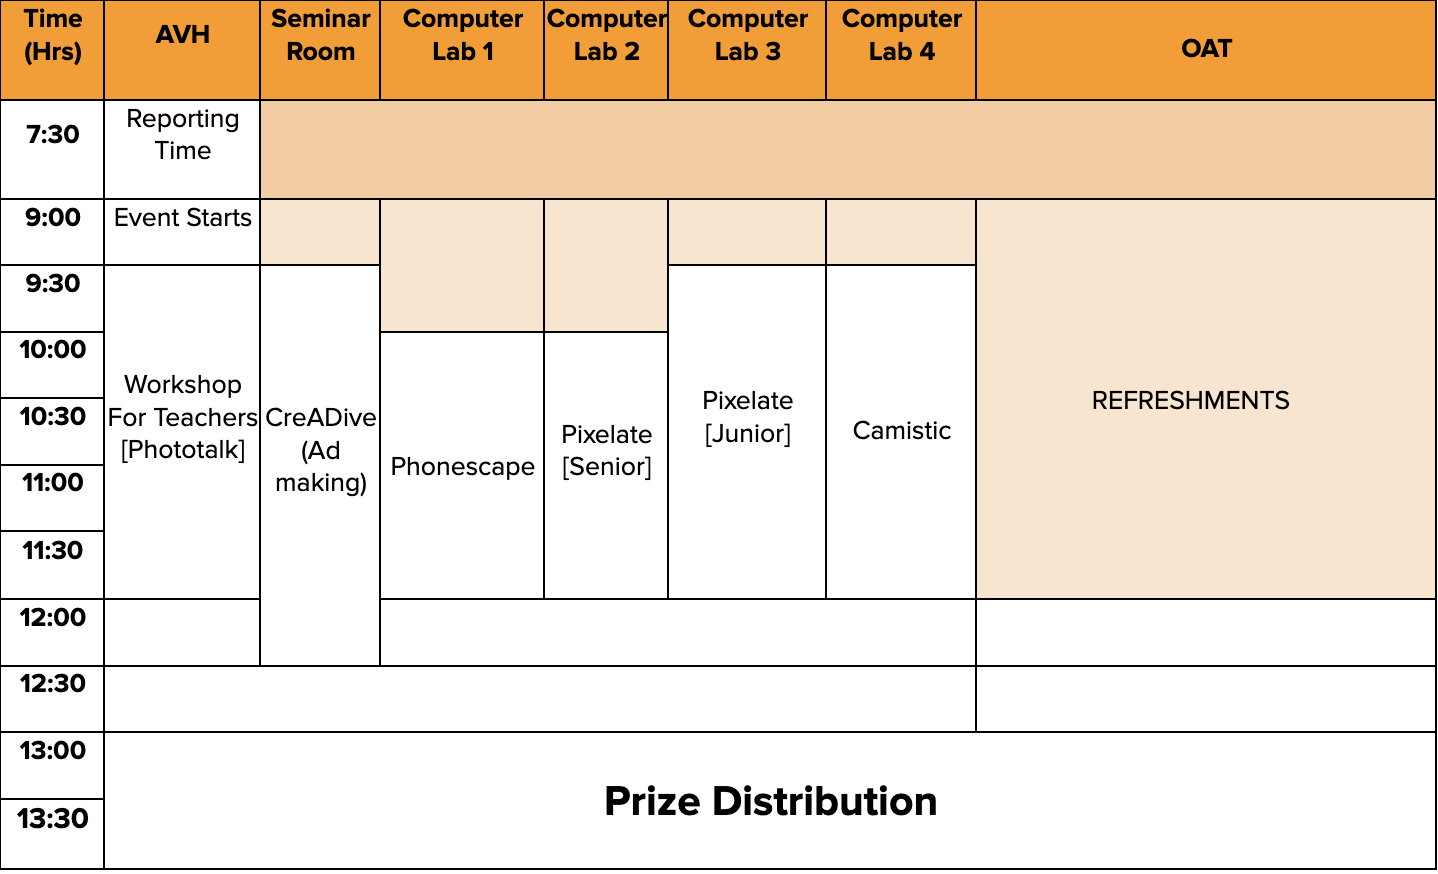 Time
(Hrs)
AVH
Seminar
Room
Computer
Lab 1
Computer
Lab 2
Computer
Lab 3
Computer
Lab 4
OAT
7:30
Reporting
Time
9:00
Event Starts
9:30
10:00
10:30
11:00
11:30
Workshop
For Teachers
[Phototalk]
CreADive
(Ad
making)
Phonescape
Pixelate
[Senior]
Pixelate
[Junior]
Camistic
REFRESHMENTS
12:00
12:30
13:00
13:30
Prize Distribution